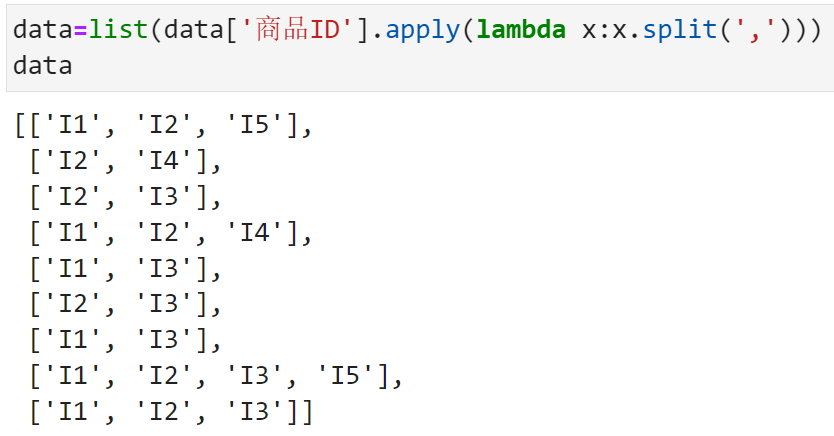 data=list(data['商品ID'].apply(lambda x:x.split(',')))
data
[['I1', 'I2', 'I5'],
['I2', 'I4'],
['I2', 'I3'],
['I1', 'I2', 'I4'],
['I1', 'I3'],
['I2', 'I3'],
['I1', 'I3'],
['I1', 'I2', 'I3', 'I5'],
['I1', 'I2', 'I3']]